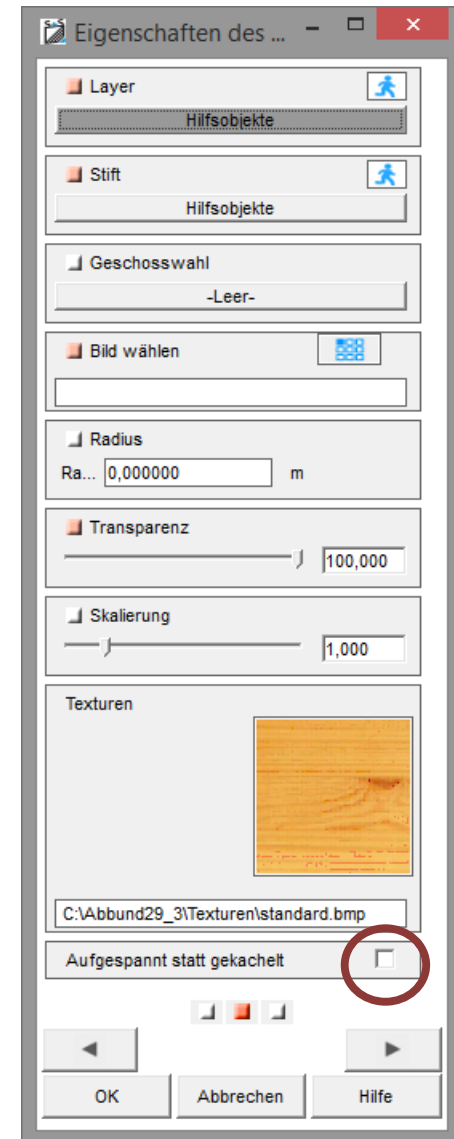 Eigenschaften des ...
Layer
Hilfsobjekte
Stift
Hilfsobjekte
Geschosswahl
-Leer-
Bild wählen
Radius
Ra... 0,000000 m
Transparenz
100,000
Skalierung
1,000
Texturen
C:\Abbund29_3\Texturen\standard.bmp
Aufgespannt statt gekachelt
OK Abbrechen Hilfe